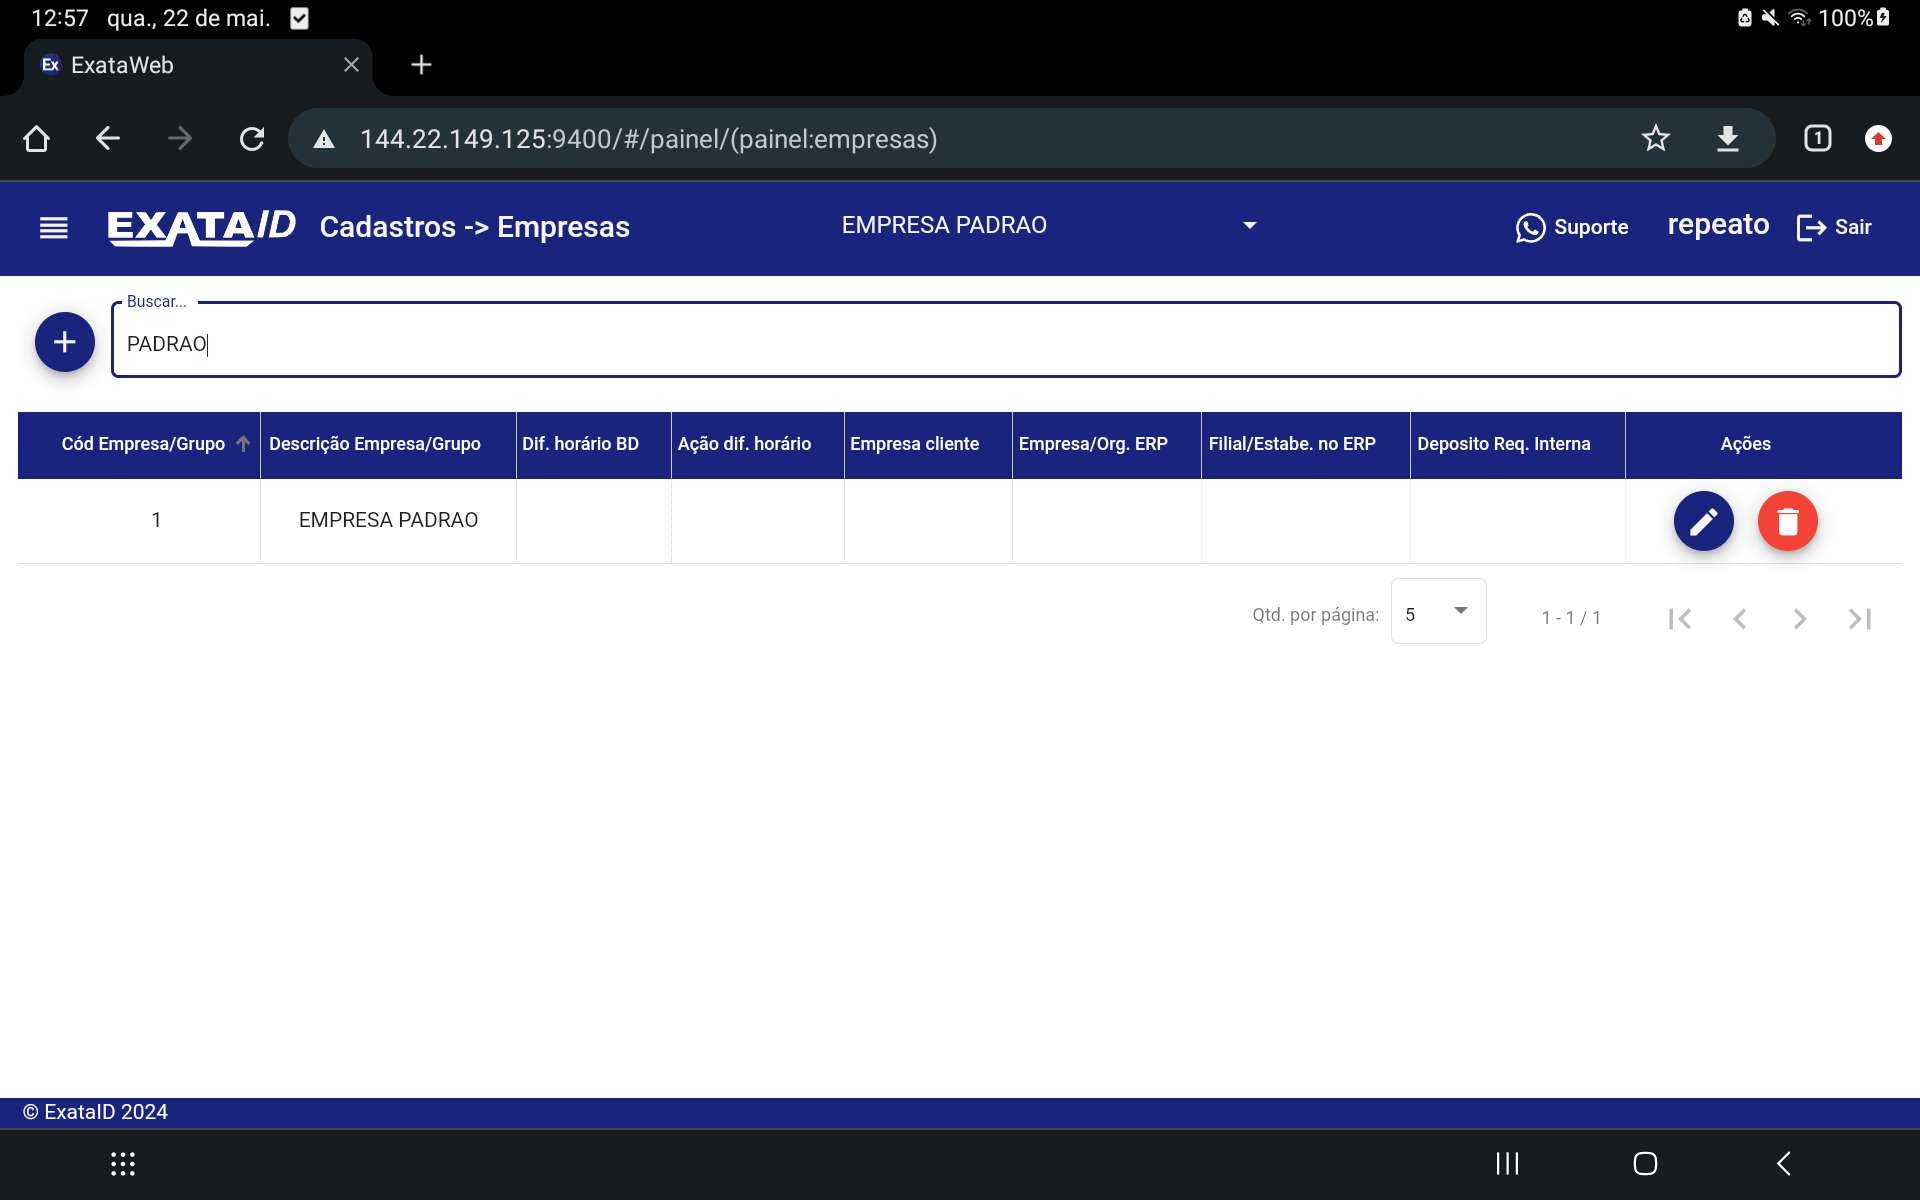 12:57 qua., 22 de mai. 100%
Ex ExataWeb
144.22.149.125:9400/#/painel/(painel:empresas) 1
EXATAID Cadastros -> Empresas EMPRESA PADRAO Suporte repeato Sair
Buscar...
PADRAO
Cód Empresa/Grupo Descrição Empresa/Grupo Dif. horário BD Ação dif. horário Empresa cliente Empresa/Org. ERP Filial/Estabe. no ERP Deposito Req. Interna Ações
1 EMPRESA PADRAO
Qtd. por página: 5 1 - 1 / 1
© ExataID 2024